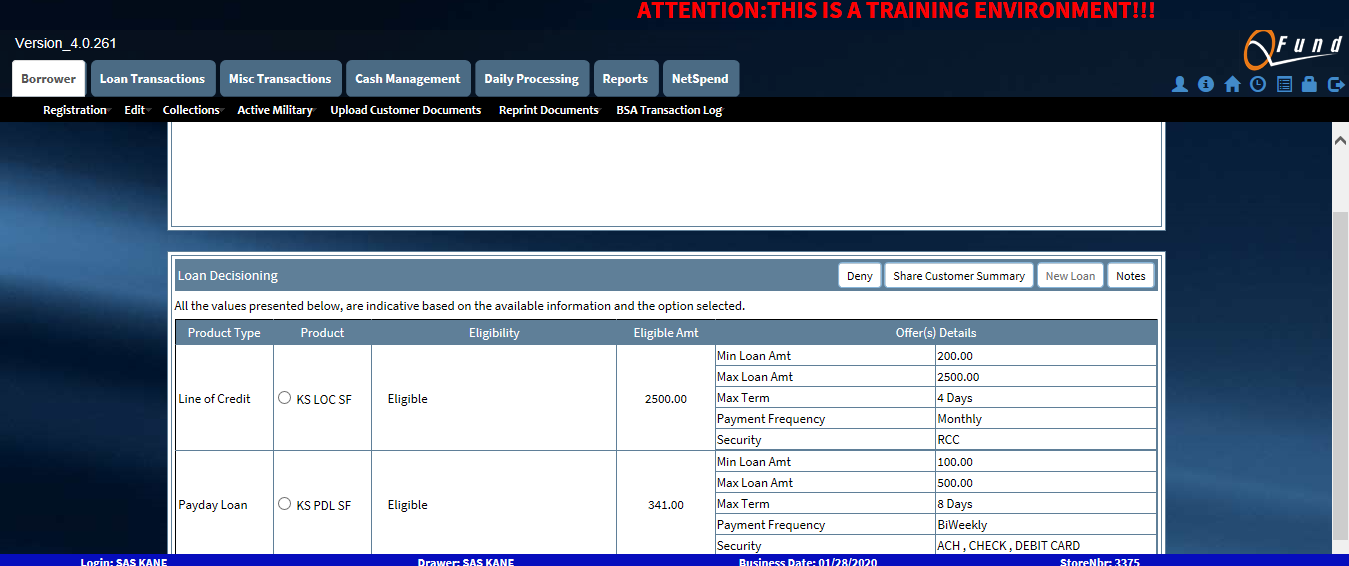 ATTENTION:THIS IS A TRAINING ENVIRONMENT!!!
Version_4.0.261
QFund
Borrower Loan Transactions Misc Transactions Cash Management Daily Processing Reports NetSpend
Registration Edit Collections Active Military Upload Customer Documents Reprint Documents BSA Transaction Log
Loan Decisioning Deny Share Customer Summary New Loan Notes
All the values presented below, are indicative based on the available information and the option selected.
Product Type Product Eligibility Eligible Amt Offer(s) Details
Min Loan Amt 200.00
Max Loan Amt 2500.00
Line of Credit KS LOC SF Eligible 2500.00 Max Term 4 Days
Payment Frequency Monthly
Security RCC
Min Loan Amt 100.00
Max Loan Amt 500.00
Payday Loan KS PDL SF Eligible 341.00 Max Term 8 Days
Payment Frequency BiWeekly
Security ACH , CHECK , DEBIT CARD
Login: SAS KANE Drawer: SAS KANE Business Date: 01/28/2020 StoreNbr: 3375